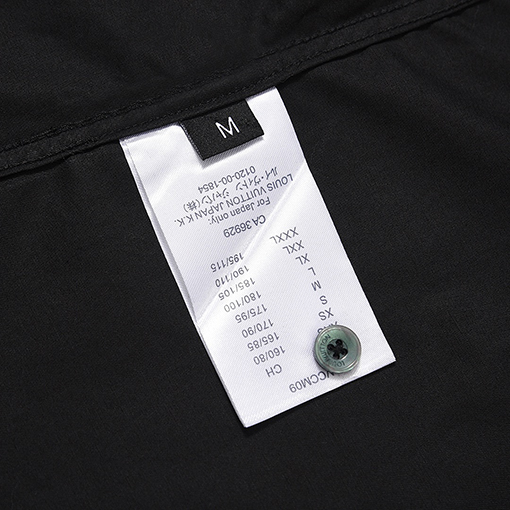 M
VCCM09
CH
160/80
165/85 XS
170/90 S
175/95 M
180/100 L
185/105 XL
190/110 XXL
195/115 XXXL
CA 36929
For Japan only:
LOUIS VUITTON JAPAN K.K.
ルイ・ヴィトン ジャパン(株)
0120-00-1854